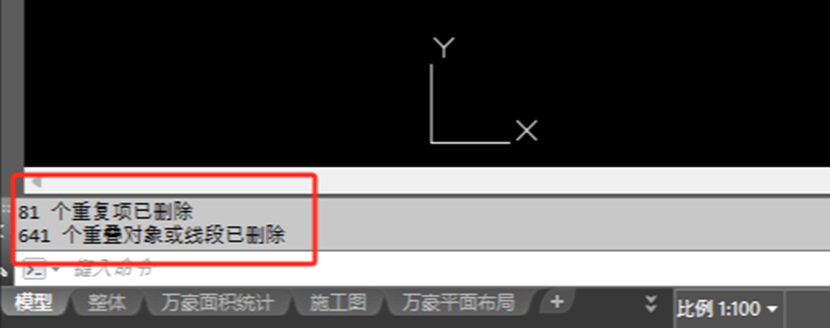 Y
X
81 个重复项已删除
641 个重叠对象或线段已删除
键入命令
模型 整体 万豪面积统计 施工图 万豪平面布局 + 比例 1:100